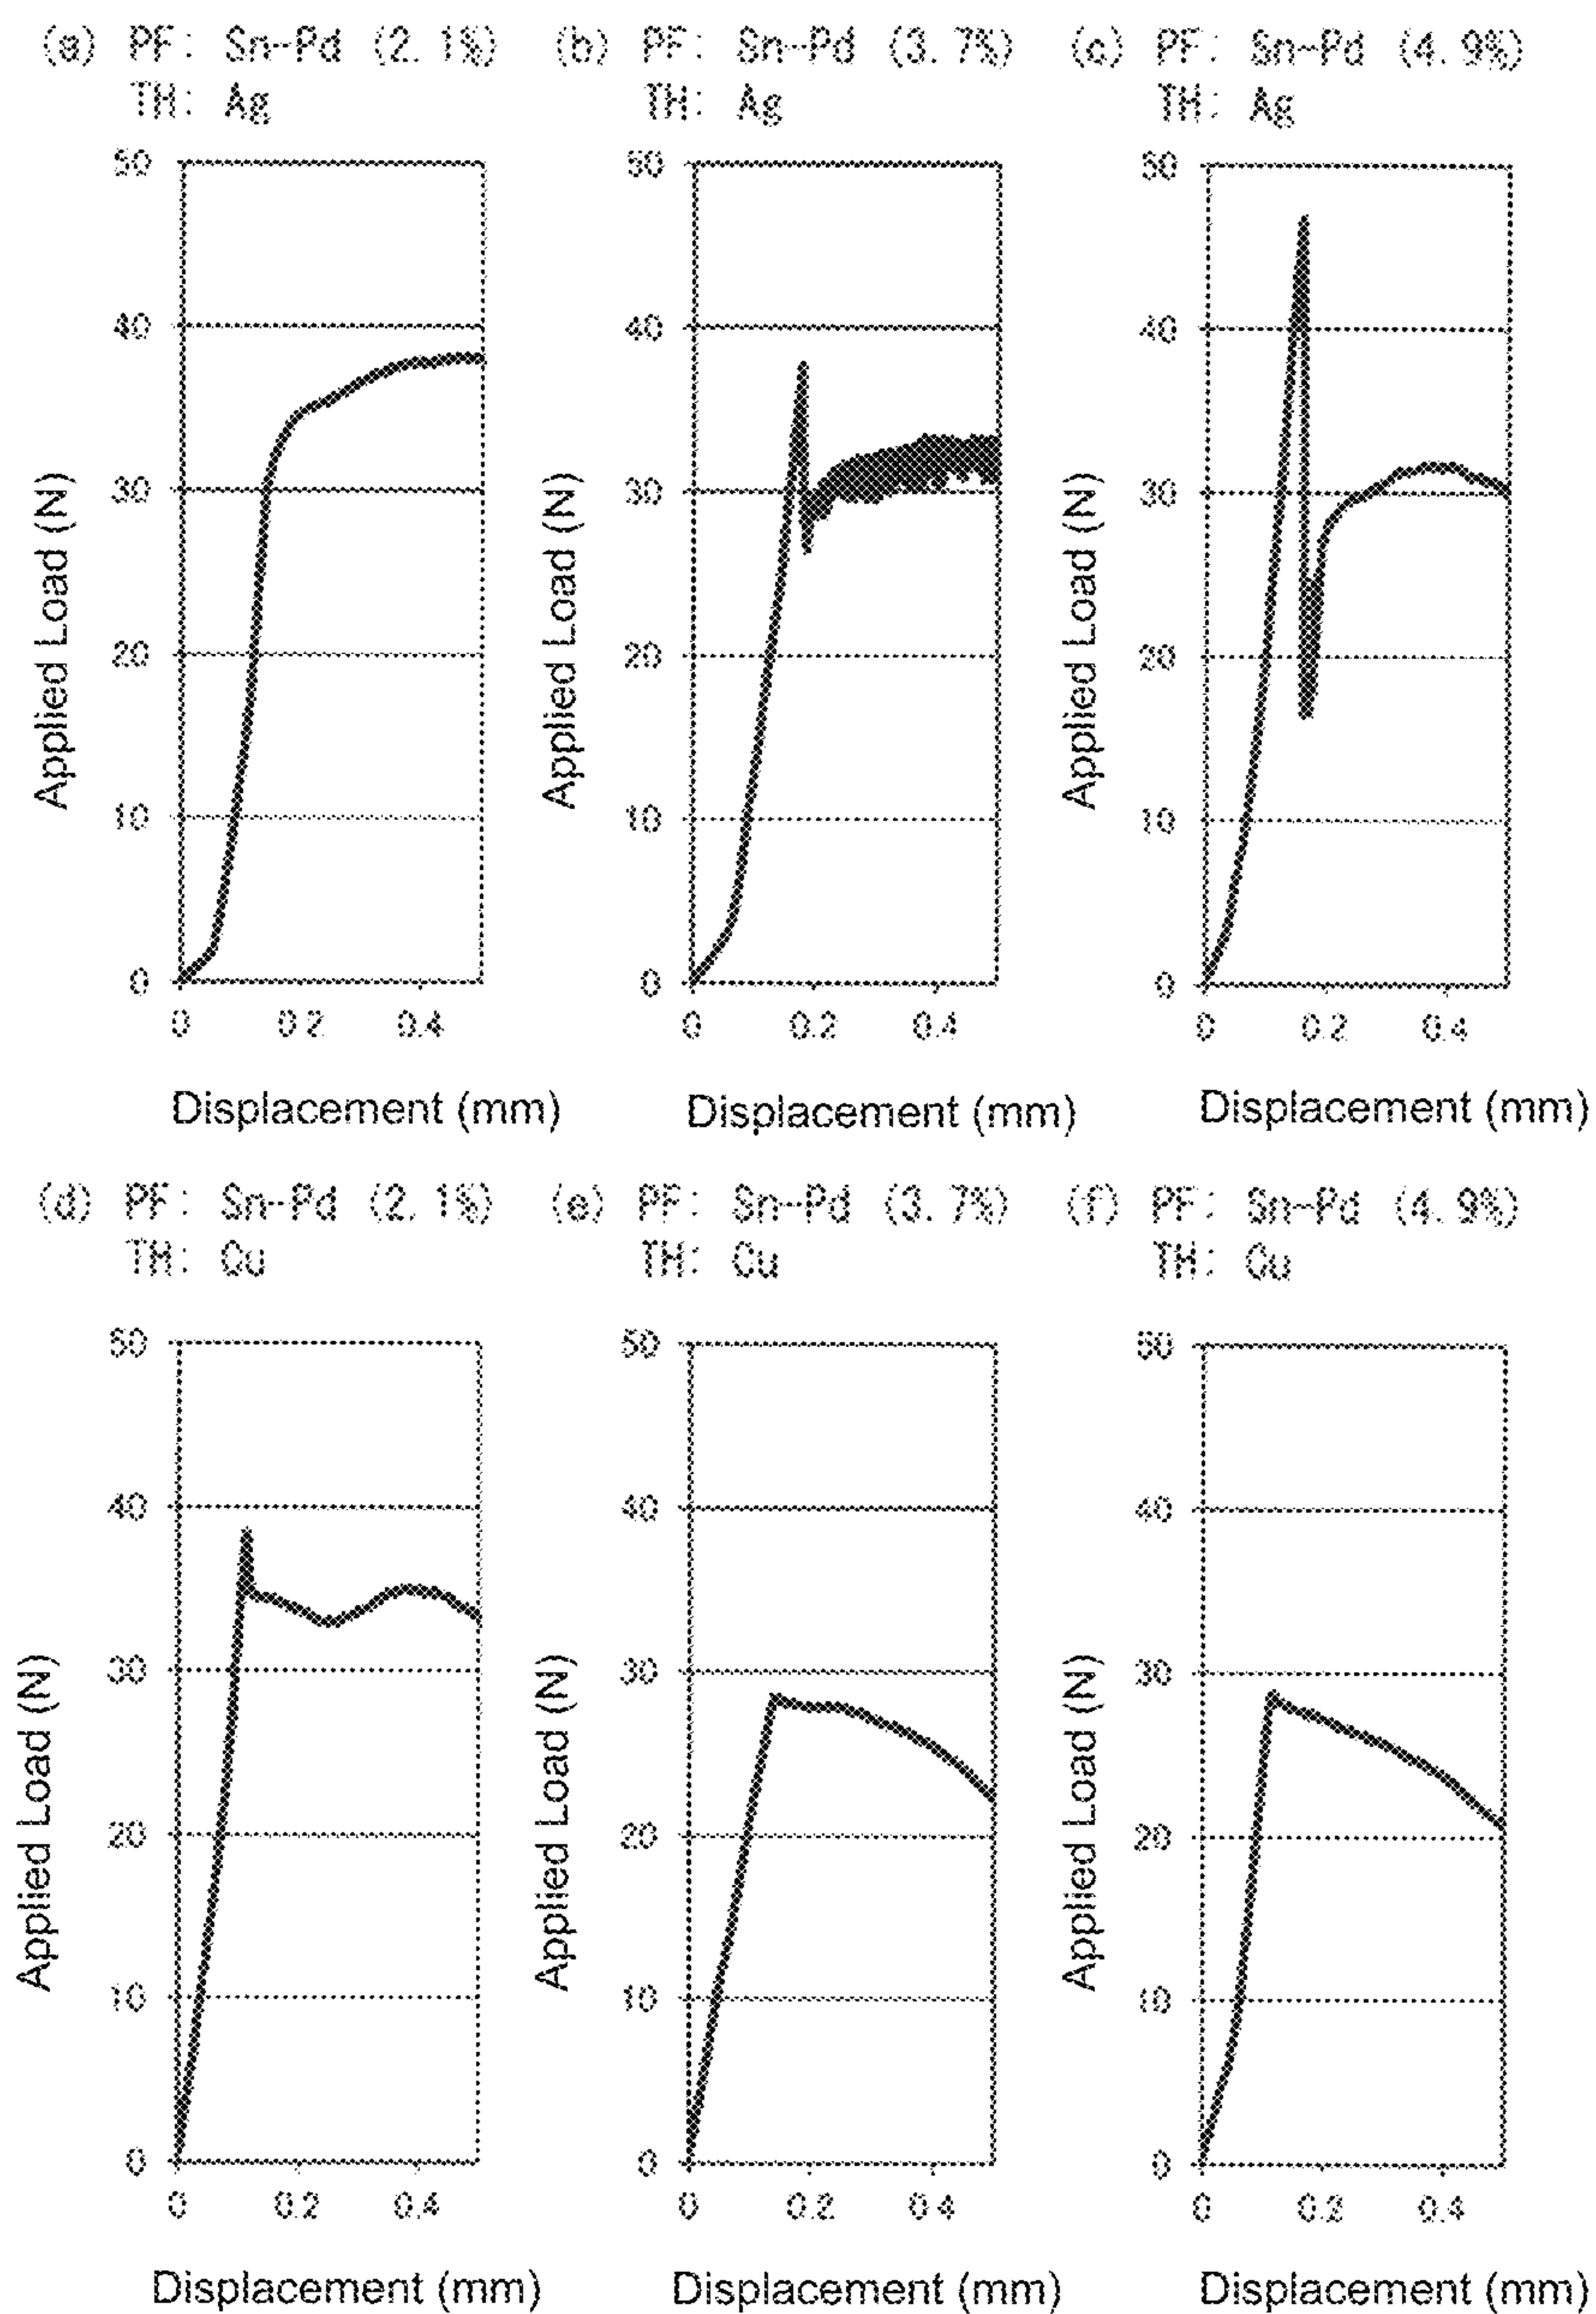 (a) PF: Sn-Pd (2.1%)
TH: Ag
(b) PF: Sn-Pd (3.7%)
TH: Ag
(c) PF: Sn-Pd (4.9%)
TH: Ag
Applied Load (N)
50
40
30
20
10
0
0 0.2 0.4
Displacement (mm)
Applied Load (N)
50
40
30
20
10
0
0 0.2 0.4
Displacement (mm)
Applied Load (N)
50
40
30
20
10
0
0 0.2 0.4
Displacement (mm)
(d) PF: Sn-Pd (2.1%)
TH: Cu
(e) PF: Sn-Pd (3.7%)
TH: Cu
(f) PF: Sn-Pd (4.9%)
TH: Cu
Applied Load (N)
50
40
30
20
10
0
0 0.2 0.4
Displacement (mm)
Applied Load (N)
50
40
30
20
10
0
0 0.2 0.4
Displacement (mm)
Applied Load (N)
50
40
30
20
10
0
0 0.2 0.4
Displacement (mm)